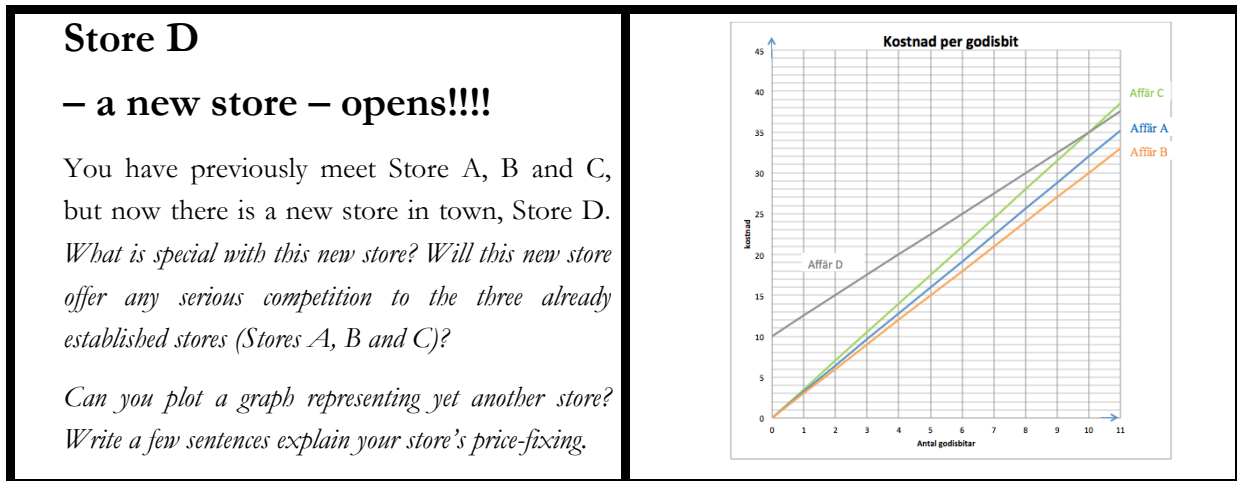 Store D
– a new store – opens!!!!
You have previously meet Store A, B and C,
but now there is a new store in town, Store D.
What is special with this new store? Will this new store
offer any serious competition to the three already
established stores (Stores A, B and C)?
Can you plot a graph representing yet another store?
Write a few sentences explain your store's price-fixing.
Kostnad per godisbit
45
40
35
30
25
20
15
10
5
0
kostnad
Affär C
Affär A
Affär B
Affär D
0 1 2 3 4 5 6 7 8 9 10 11
Antal godisbitar